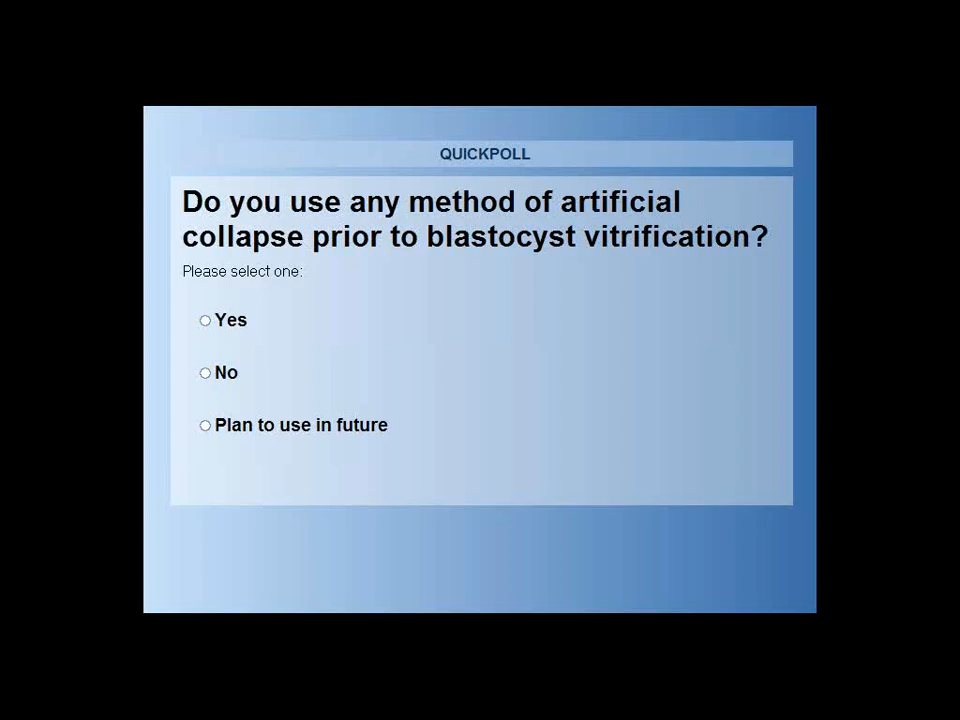 QUICKPOLL
Do you use any method of artificial
collapse prior to blastocyst vitrification?
Please select one:
Yes
No
Plan to use in future